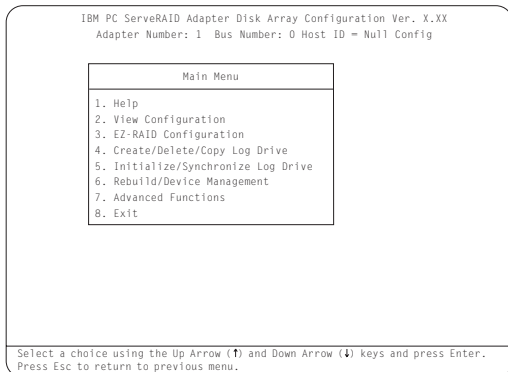 IBM PC ServeRAID Adapter Disk Array Configuration Ver. X.XX
Adapter Number: 1 Bus Number: 0 Host ID = Null Config
Main Menu
1. Help
2. View Configuration
3. EZ-RAID Configuration
4. Create/Delete/Copy Log Drive
5. Initialize/Synchronize Log Drive
6. Rebuild/Device Management
7. Advanced Functions
8. Exit
Select a choice using the Up Arrow (↑) and Down Arrow (↓) keys and press Enter.
Press Esc to return to previous menu.